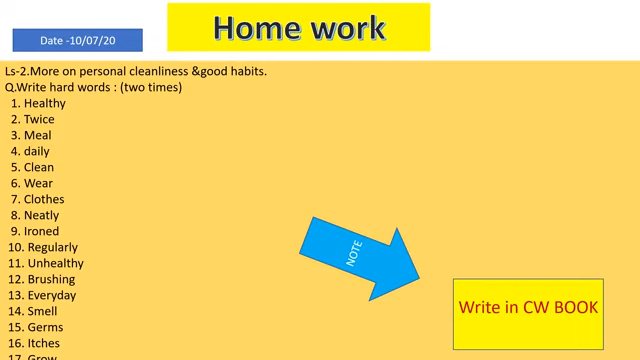 Home work
Date -10/07/20
Ls-2.More on personal cleanliness &good habits.
Q.Write hard words : (two times)
1. Healthy
2. Twice
3. Meal
4. daily
5. Clean
6. Wear
7. Clothes
8. Neatly
9. Ironed
10. Regularly
11. Unhealthy
12. Brushing
13. Everyday
14. Smell
15. Germs
16. Itches
17. Grow
NOTE
Write in CW BOOK